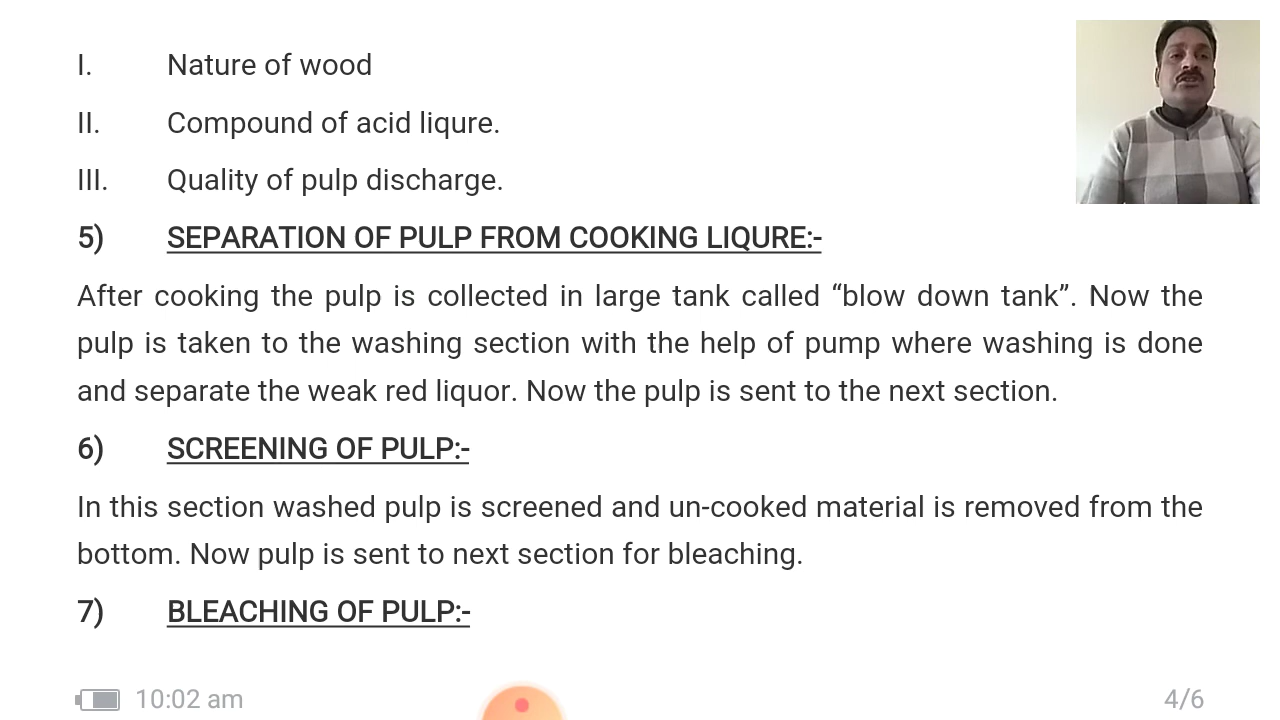 I. Nature of wood
II. Compound of acid liqure.
III. Quality of pulp discharge.
5) SEPARATION OF PULP FROM COOKING LIQURE:-
After cooking the pulp is collected in large tank called “blow down tank”. Now the
pulp is taken to the washing section with the help of pump where washing is done
and separate the weak red liquor. Now the pulp is sent to the next section.
6) SCREENING OF PULP:-
In this section washed pulp is screened and un-cooked material is removed from the
bottom. Now pulp is sent to next section for bleaching.
7) BLEACHING OF PULP:-
10:02 am 4/6